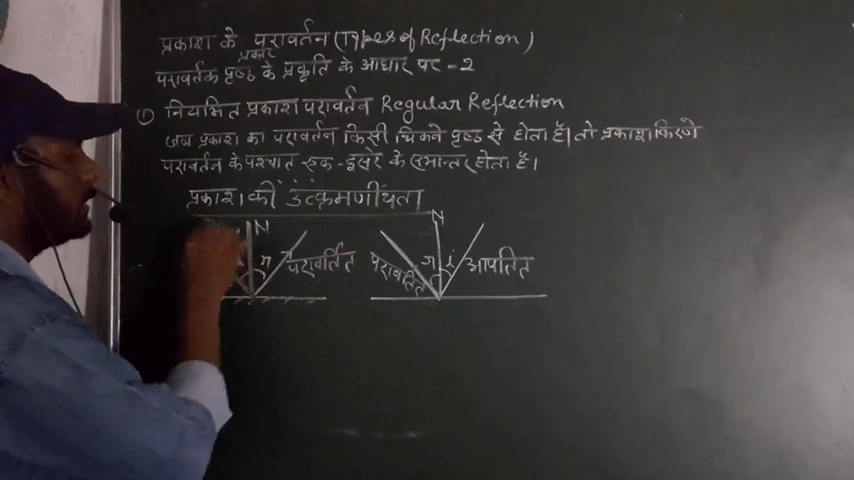 प्रकाश के परावर्तन (Types of Reflection)
प्रकार
परावर्तक पृष्ठ के प्रकृति के आधार पर - 2
① नियमित प्रकाश परावर्तन Regular Reflection
जब प्रकाश का परावर्तन किसी चिकने पृष्ठ से होता है। तो प्रकाश किरणे
परावर्तन के पश्चात एक-दूसरे के समान्तर होता है।
प्रकाश की उत्क्रमणीयता
N N
r परावर्तित परावर्तित r i आपतित